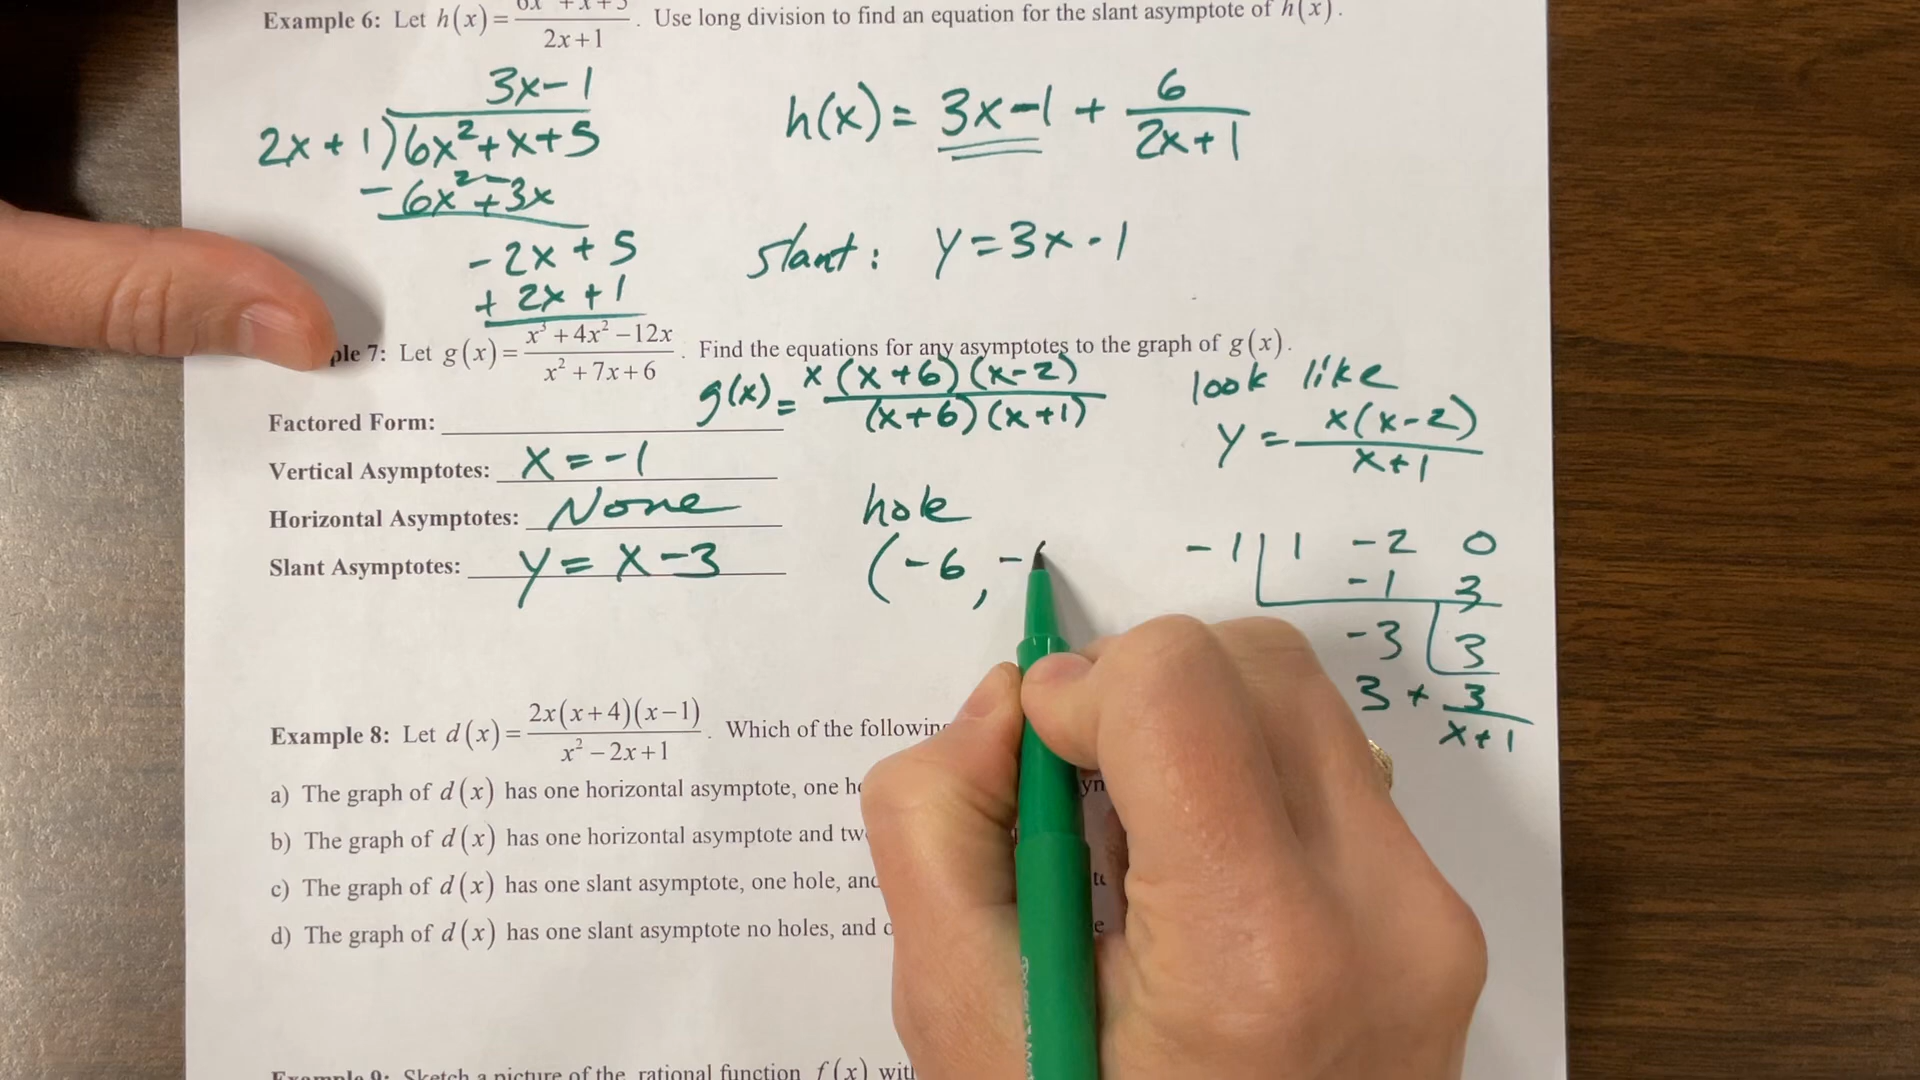 Example 6: Let h(x) = 6x² + x + 5 / 2x+1 . Use long division to find an equation for the slant asymptote of h(x).
3x - 1
2x + 1 ) 6x² + x + 5
- 6x² + 3x
- 2x + 5
+ 2x + 1
h(x) = 3x - 1 + 6 / 2x + 1
slant: y = 3x - 1
ple 7: Let g(x) = x³ + 4x² − 12x / x² + 7x + 6 . Find the equations for any asymptotes to the graph of g(x).
g(x) = x (x+6) (x-2) / (x+6) (x+1)
look like
y = x(x-2) / x+1
Factored Form:
Vertical Asymptotes: x = -1
Horizontal Asymptotes: None
Slant Asymptotes: y = x - 3
hole
(-6, -
-1 | 1 -2 0
-1 3
-3 | 3
3 + 3 / x+1
Example 8: Let d(x) = 2x(x+4)(x−1) / x² − 2x + 1 . Which of the following
a) The graph of d(x) has one horizontal asymptote, one
b) The graph of d(x) has one horizontal asymptote and
c) The graph of d(x) has one slant asymptote, one hole, and
d) The graph of d(x) has one slant asymptote no holes, and
Example 9: Sketch a picture of the rational function f(x)